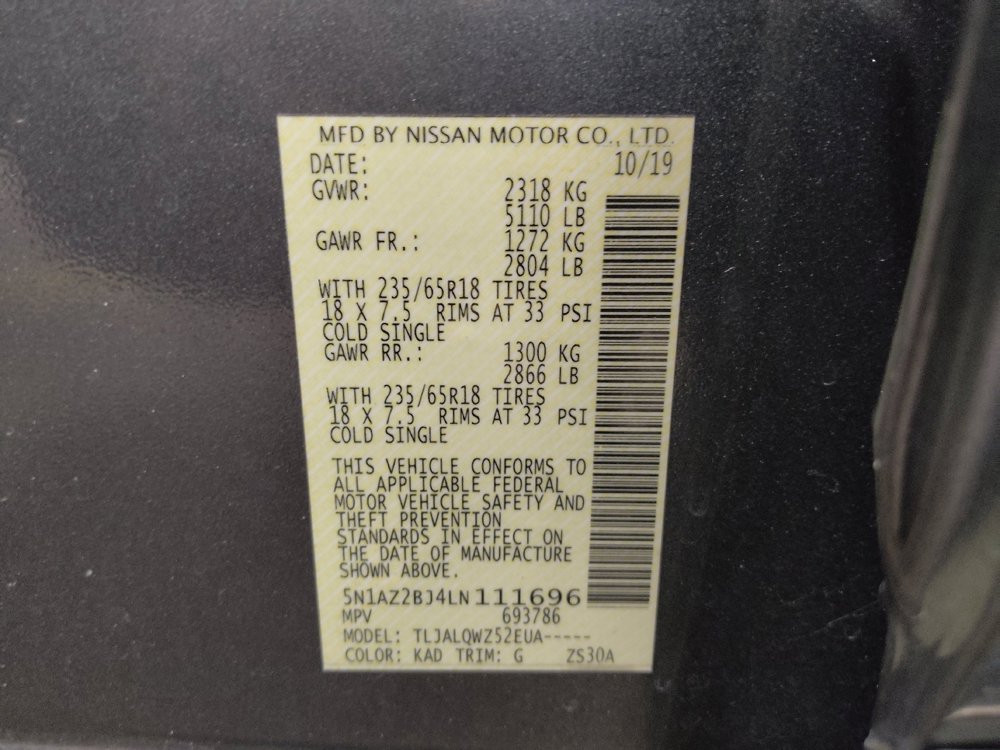 MFD BY NISSAN MOTOR CO., LTD.
DATE: 10/19
GVWR: 2318 KG
5110 LB
GAWR FR.: 1272 KG
2804 LB
WITH 235/65R18 TIRES
18 X 7.5 RIMS AT 33 PSI
COLD SINGLE
GAWR RR.: 1300 KG
2866 LB
WITH 235/65R18 TIRES
18 X 7.5 RIMS AT 33 PSI
COLD SINGLE
THIS VEHICLE CONFORMS TO
ALL APPLICABLE FEDERAL
MOTOR VEHICLE SAFETY AND
THEFT PREVENTION
STANDARDS IN EFFECT ON
THE DATE OF MANUFACTURE
SHOWN ABOVE.
5N1AZ2BJ4LN111696
MPV 693786
MODEL: TLJALQWZ52EUA-----
COLOR: KAD TRIM: G ZS30A